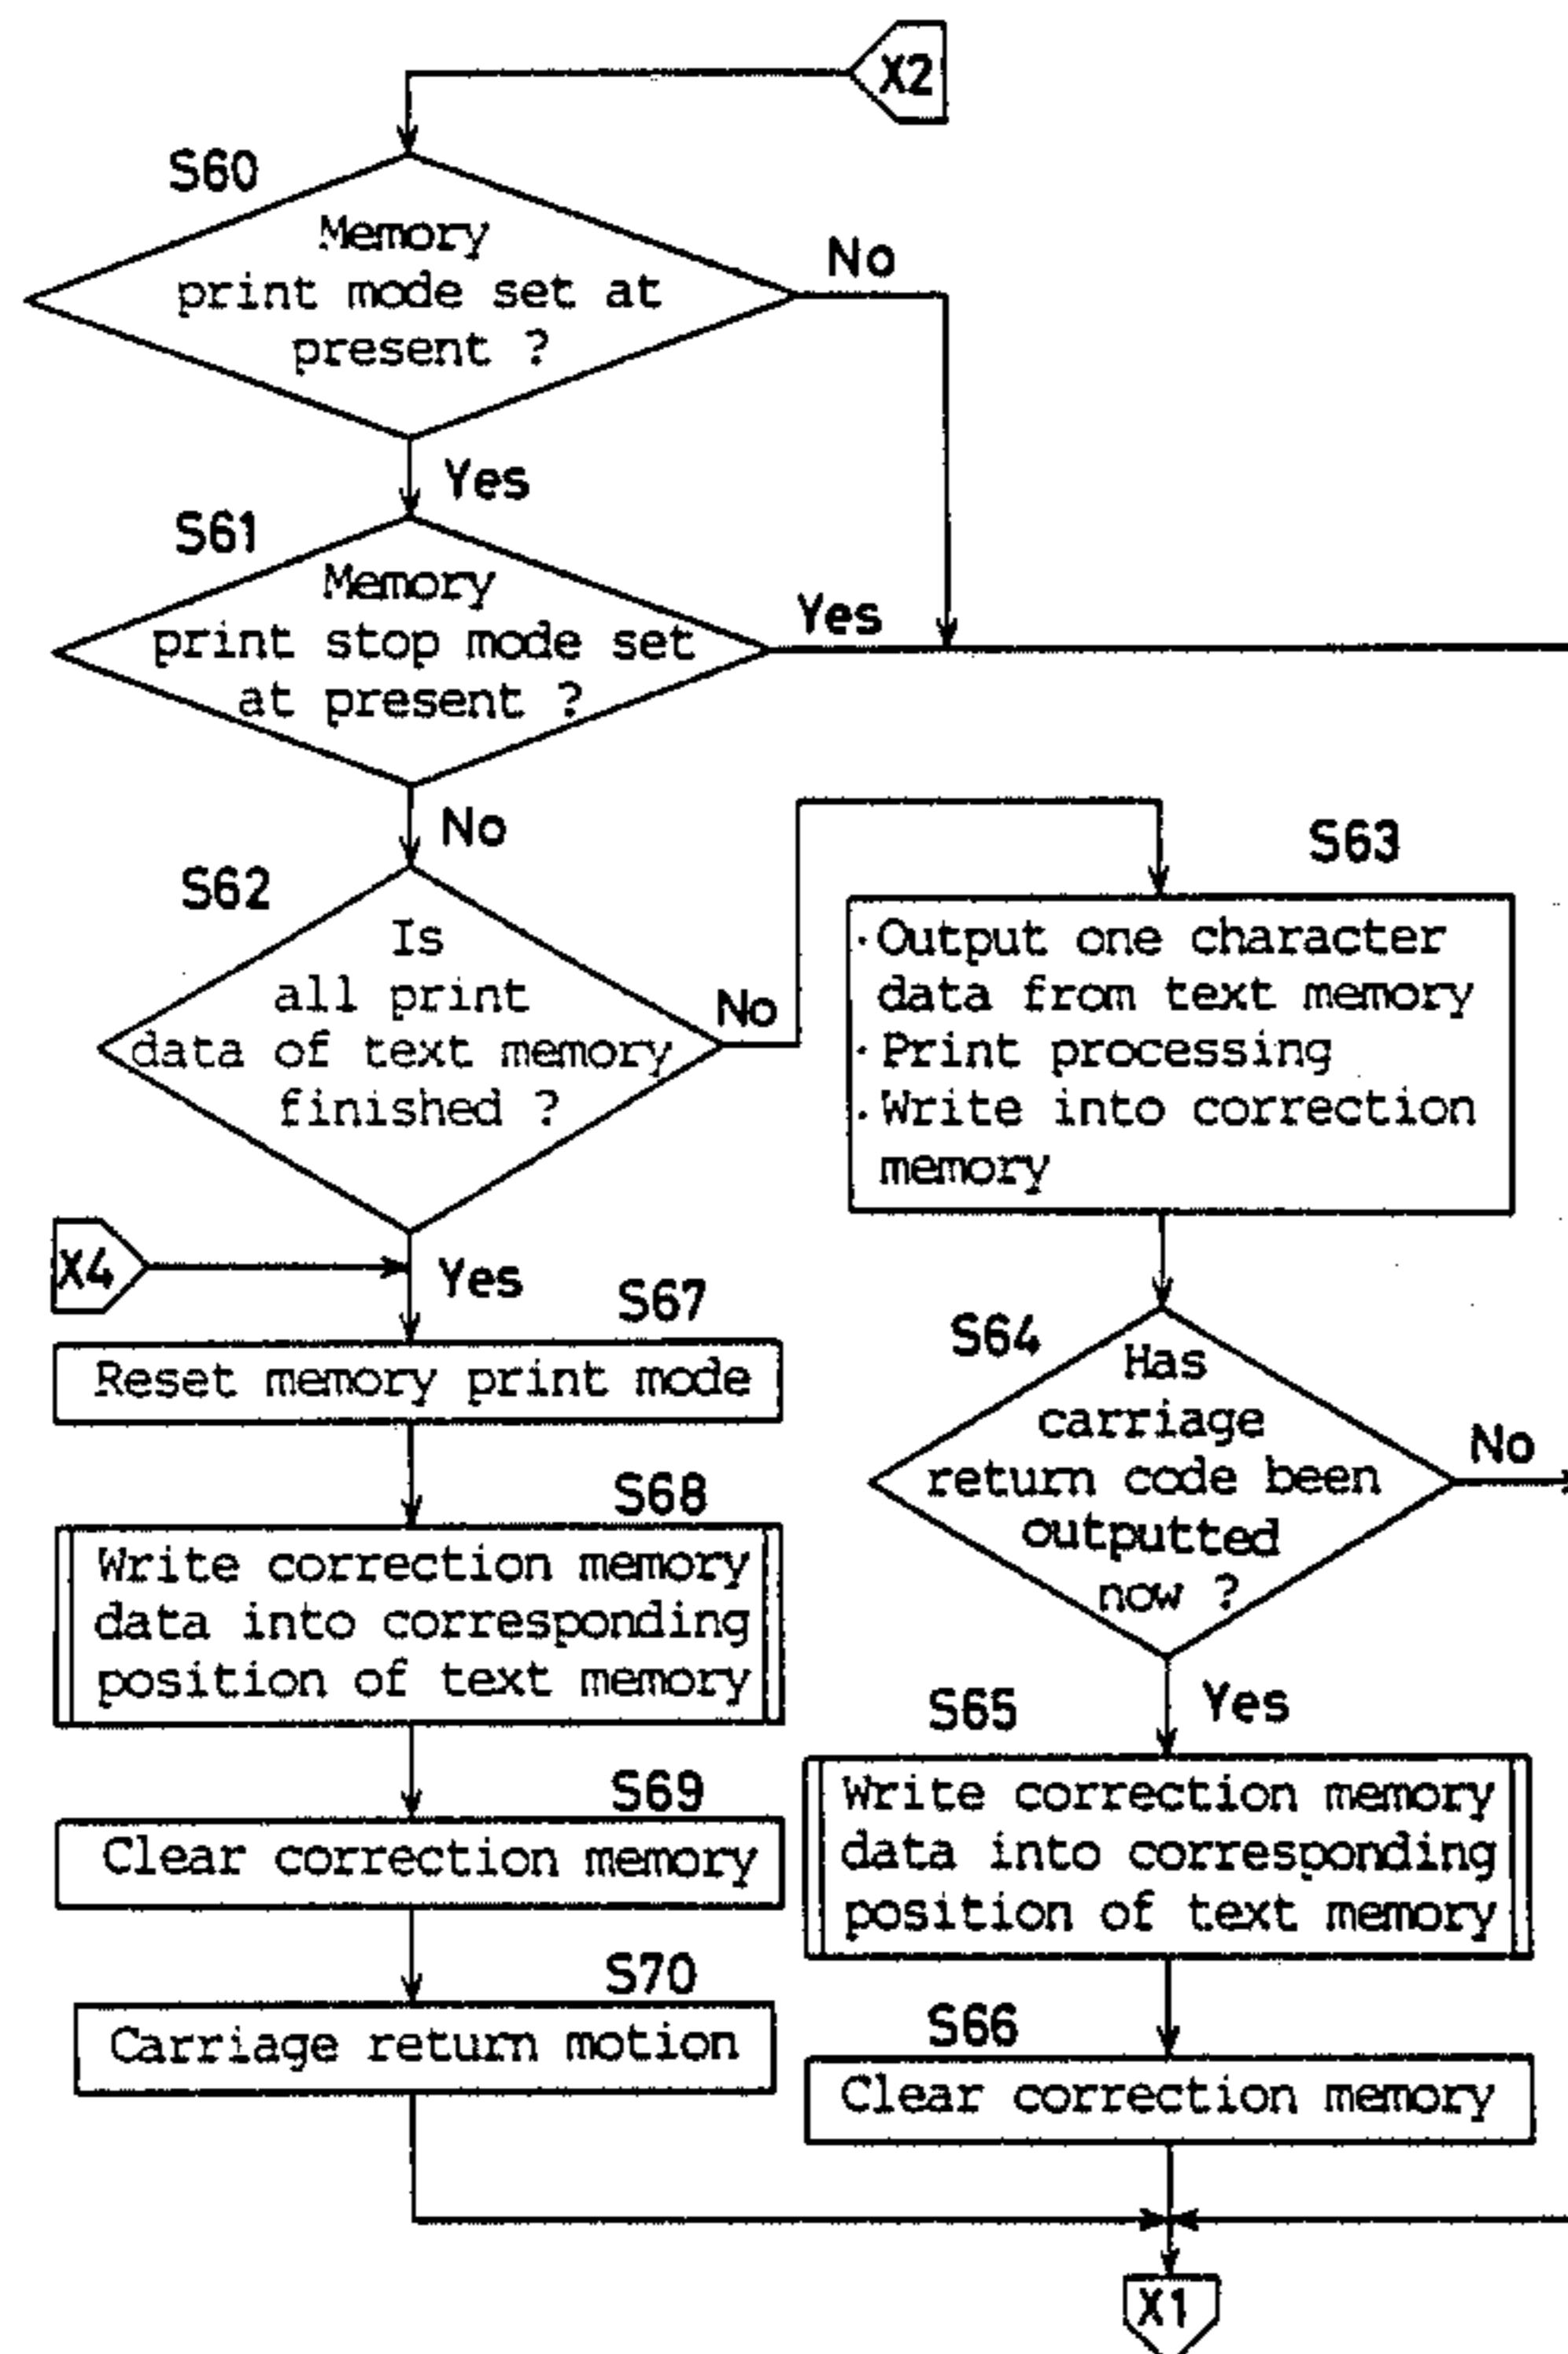 X2
S60
Memory
print mode set at
present ?
No
Yes
S61
Memory
print stop mode set
at present ?
Yes
No
S62
Is
all print
data of text memory
finished ?
No
S63
·Output one character
data from text memory
·Print processing
·Write into correction
memory
X4
Yes
S67
Reset memory print mode
S64
Has
carriage
return code been
outputted
now ?
No
Yes
S68
Write correction memory
data into corresponding
position of text memory
S65
Write correction memory
data into corresponding
position of text memory
S69
Clear correction memory
S70
Carriage return motion
S66
Clear correction memory
X1